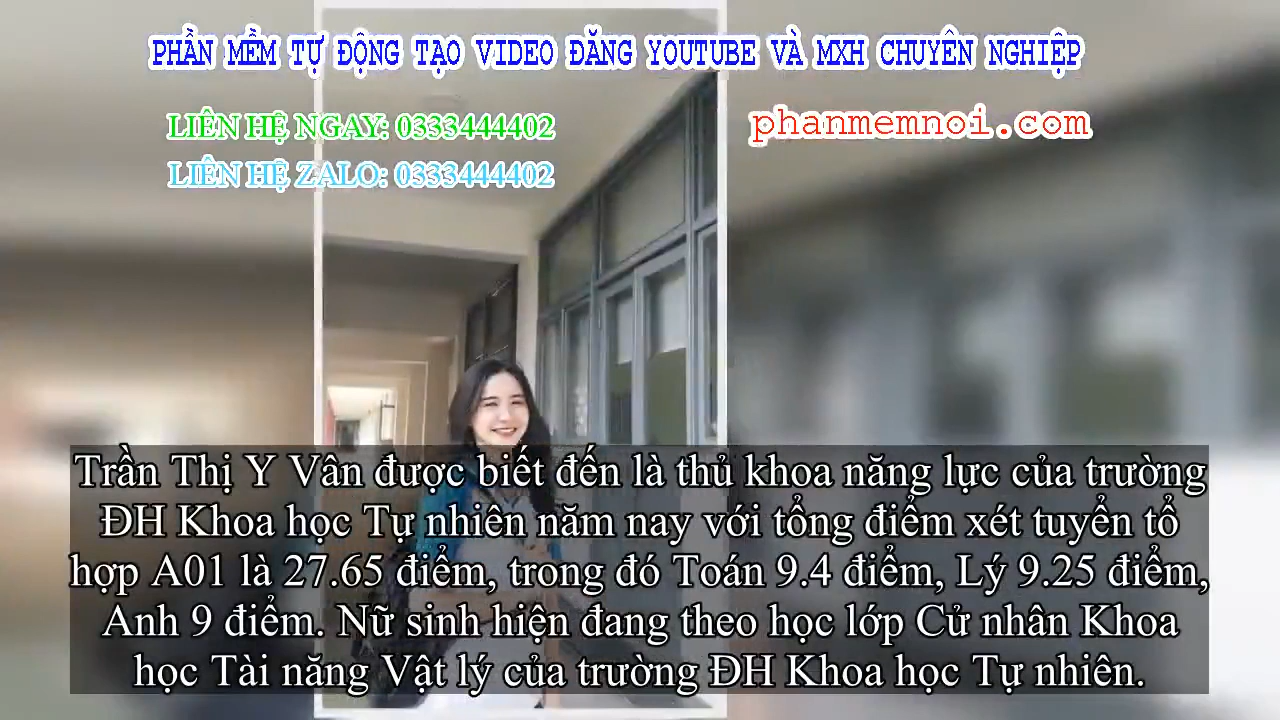 PHẦN MỀM TỰ ĐỘNG TẠO VIDEO ĐĂNG YOUTUBE VÀ MXH CHUYÊN NGHIỆP
LIÊN HỆ NGAY: 0333444402
phanmemnoi.com
LIÊN HỆ ZALO: 0333444402
Trần Thị Y Vân được biết đến là thủ khoa năng lực của trường
ĐH Khoa học Tự nhiên năm nay với tổng điểm xét tuyển tổ
hợp A01 là 27.65 điểm, trong đó Toán 9.4 điểm, Lý 9.25 điểm,
Anh 9 điểm. Nữ sinh hiện đang theo học lớp Cử nhân Khoa
học Tài năng Vật lý của trường ĐH Khoa học Tự nhiên.